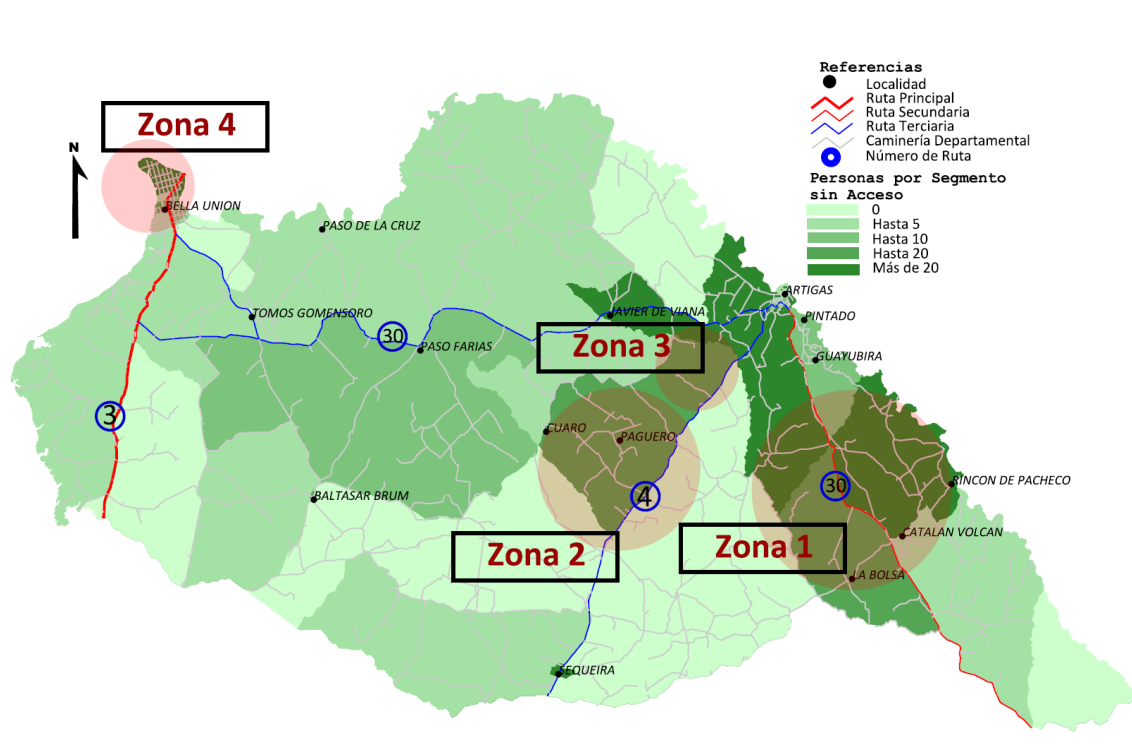 Referencias
Localidad
Ruta Principal
Ruta Secundaria
Ruta Terciaria
Caminería Departamental
Número de Ruta
Personas por Segmento
sin Acceso
0
Hasta 5
Hasta 10
Hasta 20
Más de 20
Zona 4
N
BELLA UNION
PASO DE LA CRUZ
ARTIGAS
TOMOS GOMENSORO
JAVIER DE VIANA
PINTADO
30
PASO FARIAS
Zona 3
GUAYUBIRA
3
CUARO
PAGUERO
BALTASAR BRUM
4
30
RINCON DE PACHECO
Zona 2
Zona 1
CATALAN VOLCAN
LA BOLSA
SEQUEIRA